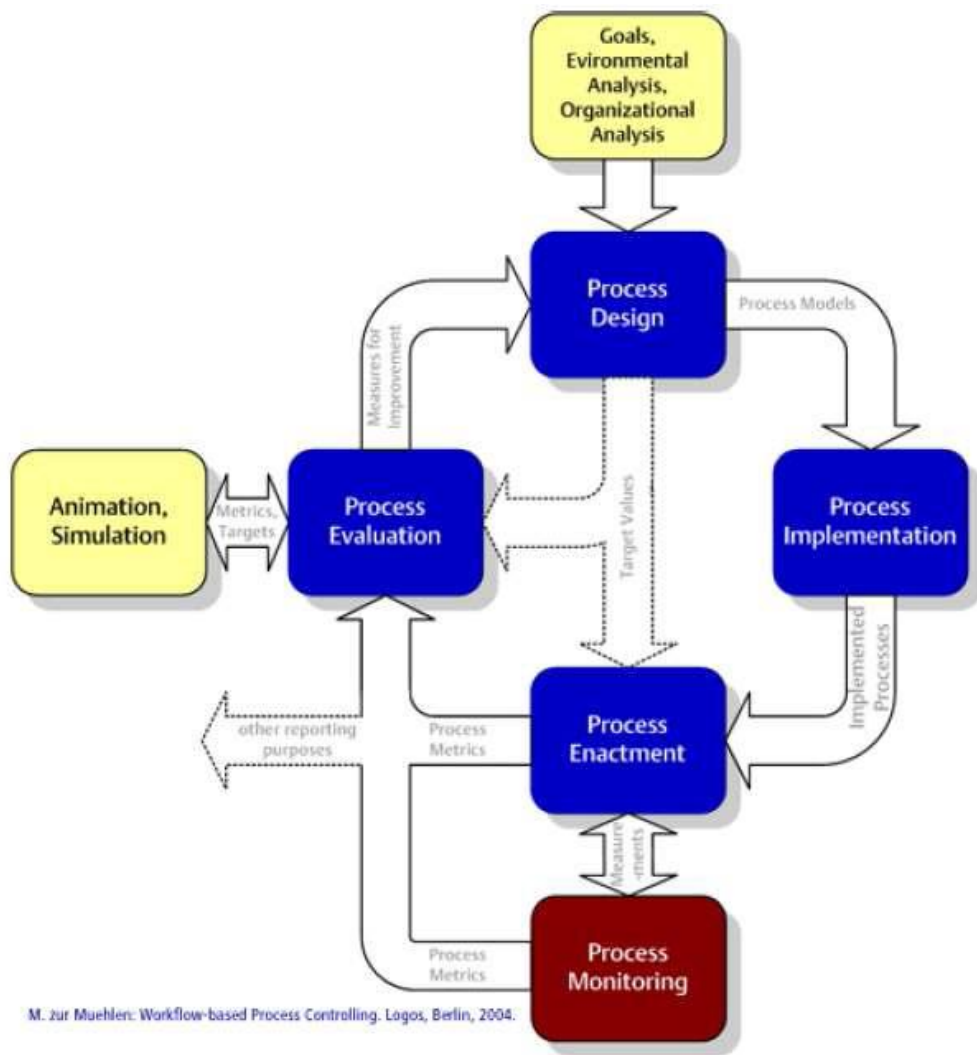 Goals,
Evironmental
Analysis,
Organizational
Analysis
Process
Design
Process Models
Measures for
Improvement
Animation,
Simulation
Metrics,
Targets
Process
Evaluation
Target Values
Process
Implementation
Implemented
Processes
other reporting
purposes
Process
Metrics
Process
Enactment
Measure
-ments
Process
Metrics
Process
Monitoring
M. zur Muehlen: Workflow-based Process Controlling. Logos, Berlin, 2004.